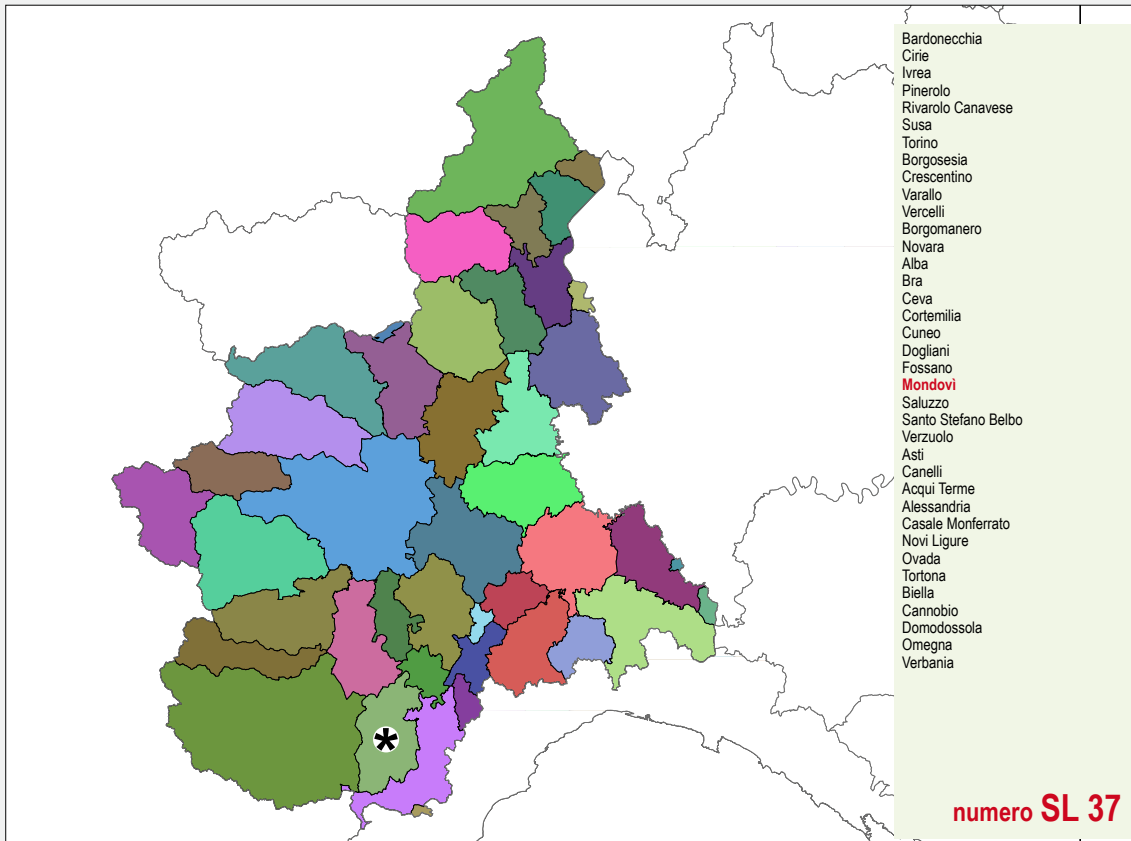 Bardonecchia
Cirie
Ivrea
Pinerolo
Rivarolo Canavese
Susa
Torino
Borgosesia
Crescentino
Varallo
Vercelli
Borgomanero
Novara
Alba
Bra
Ceva
Cortemilia
Cuneo
Dogliani
Fossano
Mondovì
Saluzzo
Santo Stefano Belbo
Verzuolo
Asti
Canelli
Acqui Terme
Alessandria
Casale Monferrato
Novi Ligure
Ovada
Tortona
Biella
Cannobio
Domodossola
Omegna
Verbania
*
numero SL 37